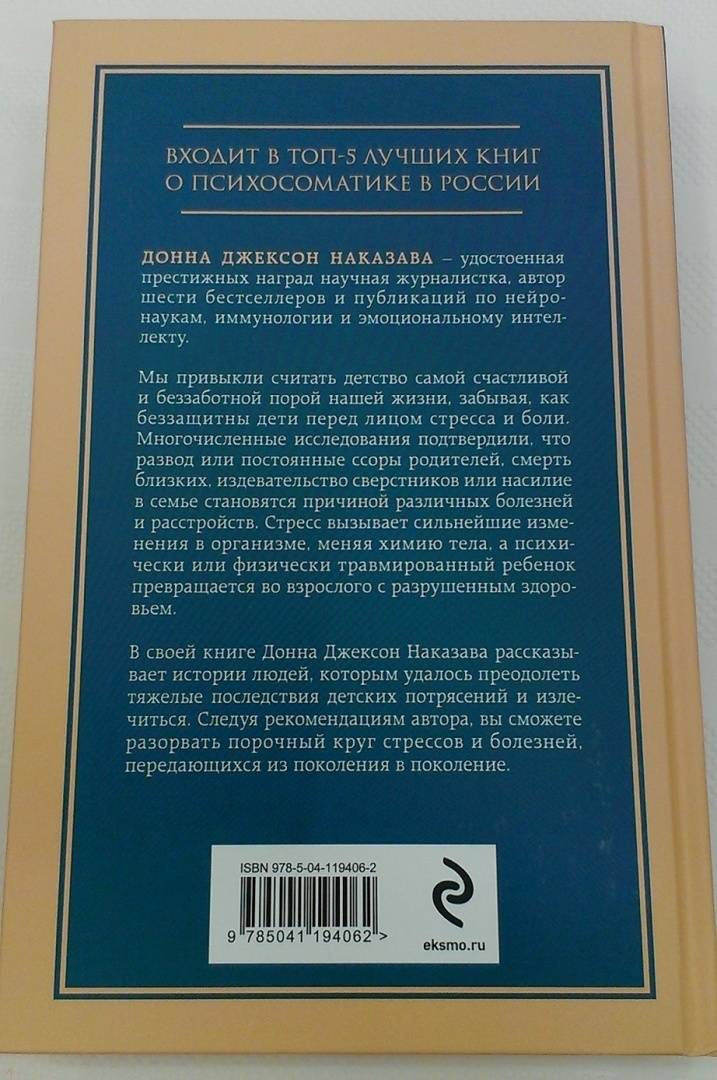 ВХОДИТ В ТОП-5 ЛУЧШИХ КНИГ
О ПСИХОСОМАТИКЕ В РОССИИ
ДОННА ДЖЕКСОН НАКАЗАВА – удостоенная
престижных наград научная журналистка, автор
шести бестселлеров и публикаций по нейро-
наукам, иммунологии и эмоциональному интел-
лекту.
Мы привыкли считать детство самой счастливой
и беззаботной порой нашей жизни, забывая, как
беззащитны дети перед лицом стресса и боли.
Многочисленные исследования подтвердили, что
развод или постоянные ссоры родителей, смерть
близких, издевательство сверстников или насилие
в семье становятся причиной различных болезней
и расстройств. Стресс вызывает сильнейшие изме-
нения в организме, меняя химию тела, а психи-
чески или физически травмированный ребенок
превращается во взрослого с разрушенным здоро-
вьем.
В своей книге Донна Джексон Наказава рассказы-
вает истории людей, которым удалось преодолеть
тяжелые последствия детских потрясений и изле-
читься. Следуя рекомендациям автора, вы сможете
разорвать порочный круг стрессов и болезней,
передающихся из поколения в поколение.
ISBN 978-5-04-119406-2
9 785041 194062 >
eksmo.ru